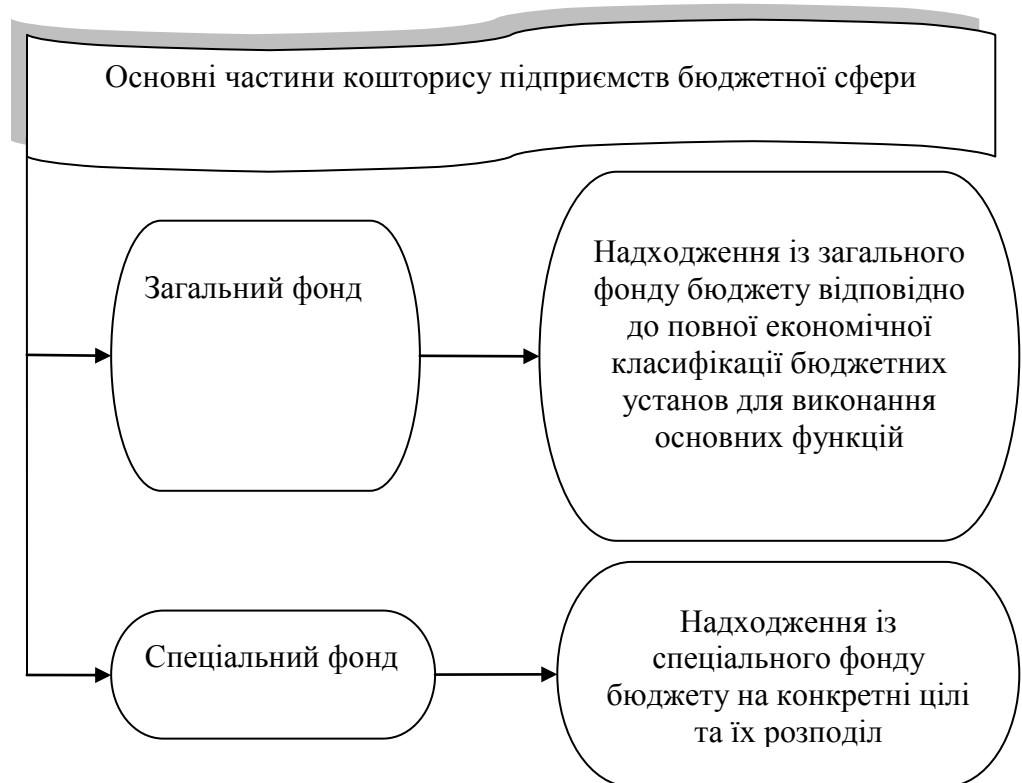 Основні частини кошторису підприємств бюджетної сфери
Загальний фонд
Надходження із загального
фонду бюджету відповідно
до повної економічної
класифікації бюджетних
установ для виконання
основних функцій
Спеціальний фонд
Надходження із
спеціального фонду
бюджету на конкретні цілі
та їх розподіл